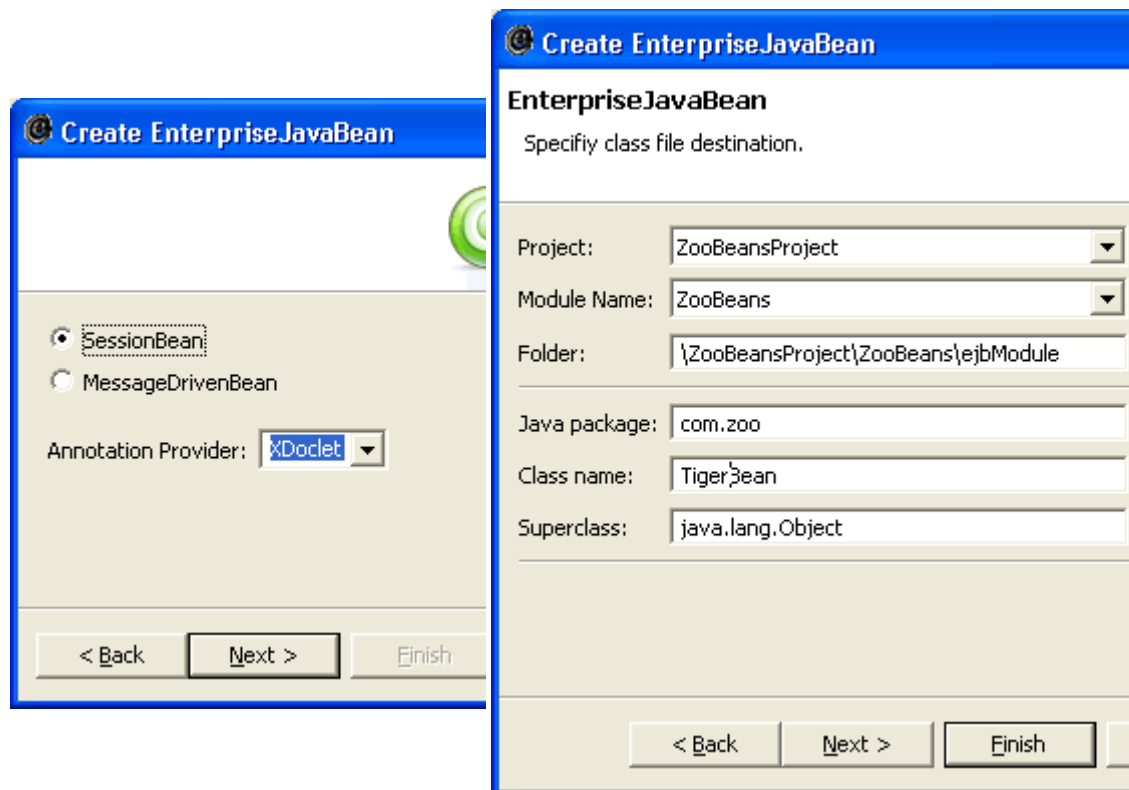 Create EnterpriseJavaBean
SessionBean
MessageDrivenBean
Annotation Provider: XDoclet
< Back Next > Finish
Create EnterpriseJavaBean
EnterpriseJavaBean
Specifiy class file destination.
Project: ZooBeansProject
Module Name: ZooBeans
Folder: \ZooBeansProject\ZooBeans\ejbModule
Java package: com.zoo
Class name: TigerBean
Superclass: java.lang.Object
< Back Next > Finish